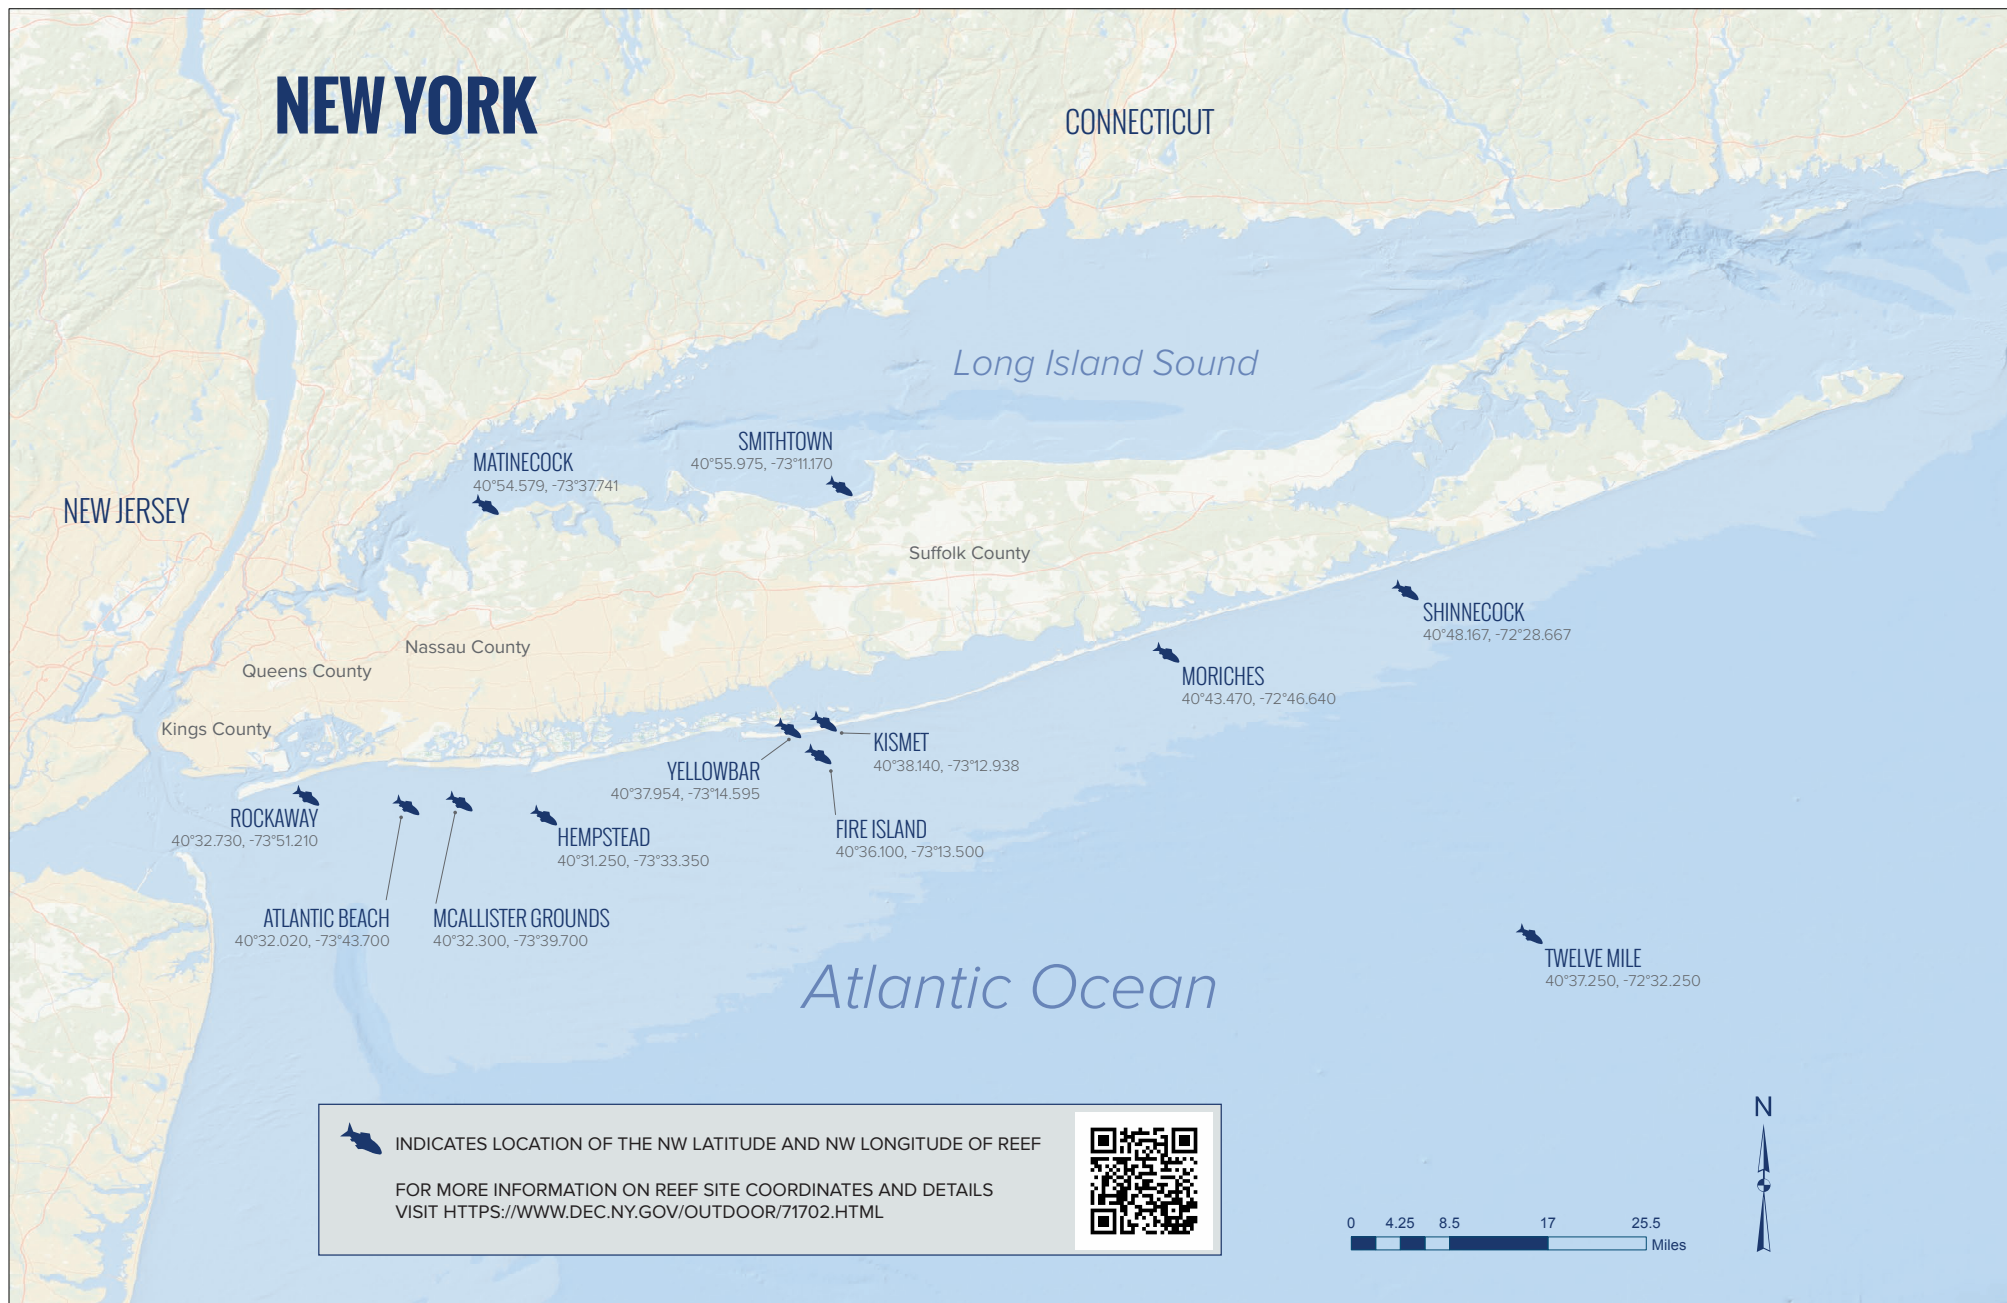 NEW YORK
CONNECTICUT
Long Island Sound
SMITHTOWN
40°55.975, -73°11.170
MATINECOCK
40°54.579, -73°37.741
NEW JERSEY
Suffolk County
SHINNECOCK
40°48.167, -72°28.667
Nassau County
Queens County
MORICHES
40°43.470, -72°46.640
Kings County
KISMET
40°38.140, -73°12.938
YELLOWBAR
40°37.954, -73°14.595
ROCKAWAY
40°32.730, -73°51.210
FIRE ISLAND
40°36.100, -73°13.500
HEMPSTEAD
40°31.250, -73°33.350
ATLANTIC BEACH
40°32.020, -73°43.700
MCALLISTER GROUNDS
40°32.300, -73°39.700
TWELVE MILE
40°37.250, -72°32.250
Atlantic Ocean
INDICATES LOCATION OF THE NW LATITUDE AND NW LONGITUDE OF REEF
FOR MORE INFORMATION ON REEF SITE COORDINATES AND DETAILS
VISIT HTTPS://WWW.DEC.NY.GOV/OUTDOOR/71702.HTML
N
0 4.25 8.5 17 25.5
Miles